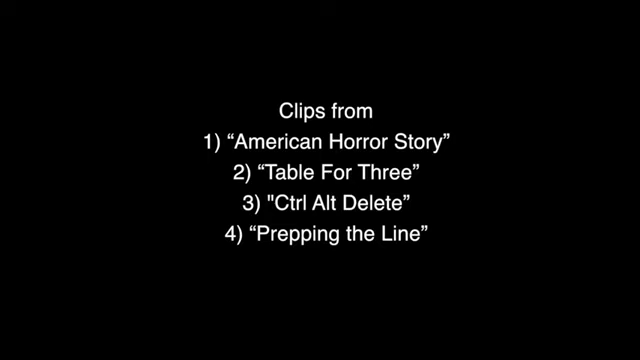 Clips from
1) “American Horror Story”
2) “Table For Three”
3) "Ctrl Alt Delete”
4) “Prepping the Line”